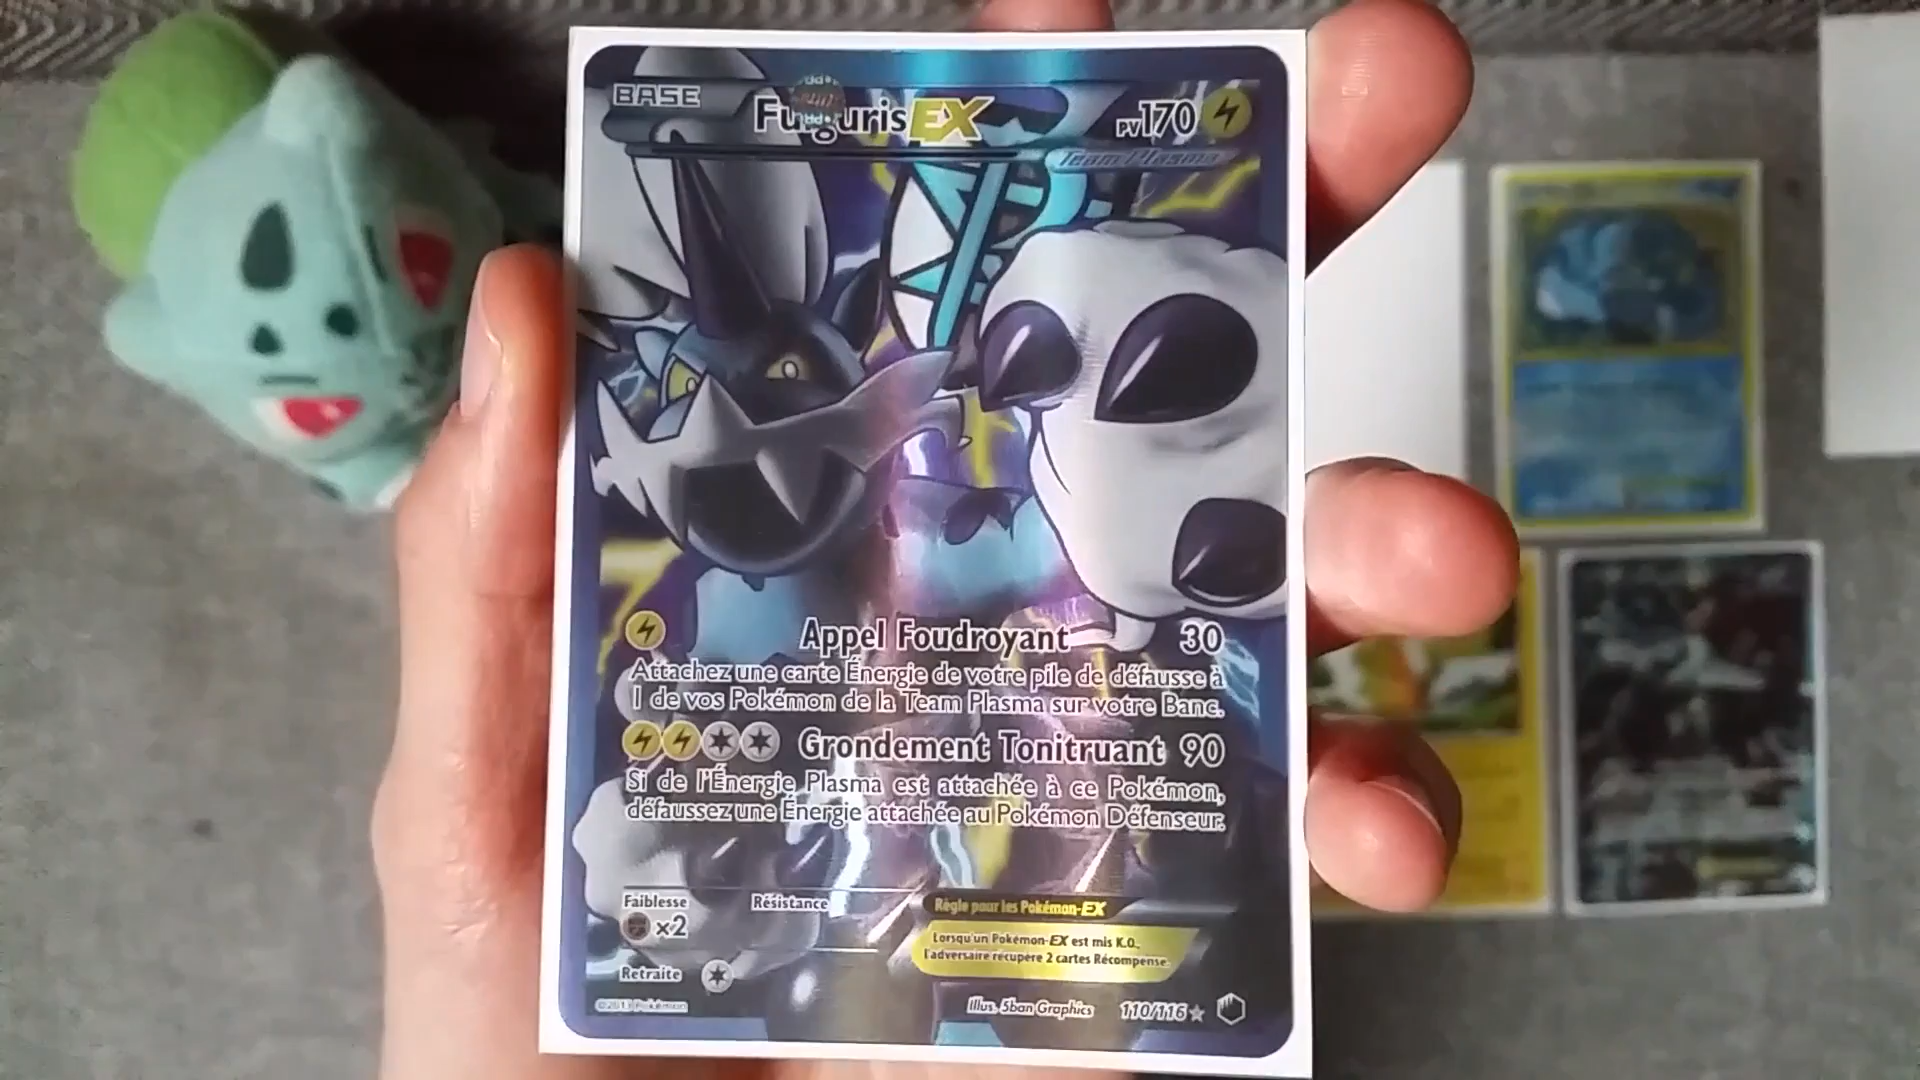 BASE
Fulguris EX
PV170
Team Plasma
Appel Foudroyant 30
Attachez une carte Énergie de votre pile de défausse à
1 de vos Pokémon de la Team Plasma sur votre Banc.
Grondement Tonitruant 90
Si de l'Énergie Plasma est attachée à ce Pokémon,
défaussez une Énergie attachée au Pokémon Défenseur.
Faiblesse
x2
Résistance
Retraite
Règle pour les Pokémon-EX
Lorsqu'un Pokémon-EX est mis K.O.,
l'adversaire récupère 2 cartes Récompense.
©2013 Pokémon
Illus. 5ban Graphics
110/116